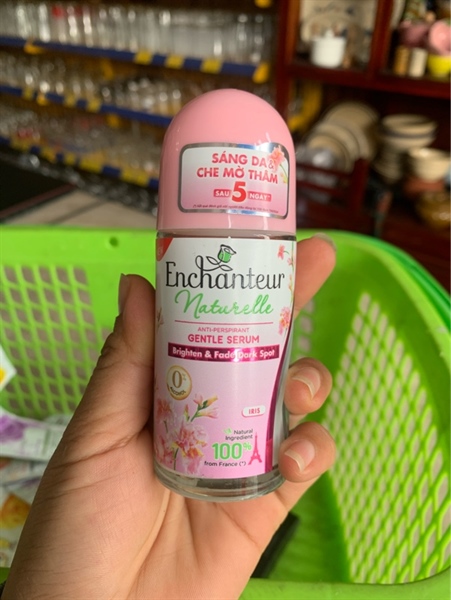 SÁNG DA &
CHE MỜ THÂM
SAU 5 NGÀY
Enchanteur
Naturelle
ANTI-PERSPIRANT
GENTLE SERUM
Brighten & Fade Dark Spot
0%
IRIS
Natural
Ingredient
100%
from France (*)